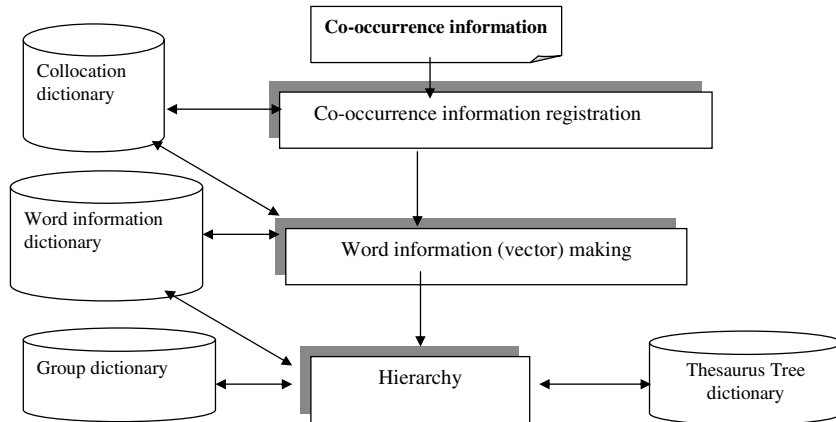 Co-occurrence information
Collocation
dictionary
Co-occurrence information registration
Word information
dictionary
Word information (vector) making
Group dictionary
Hierarchy
Thesaurus Tree
dictionary